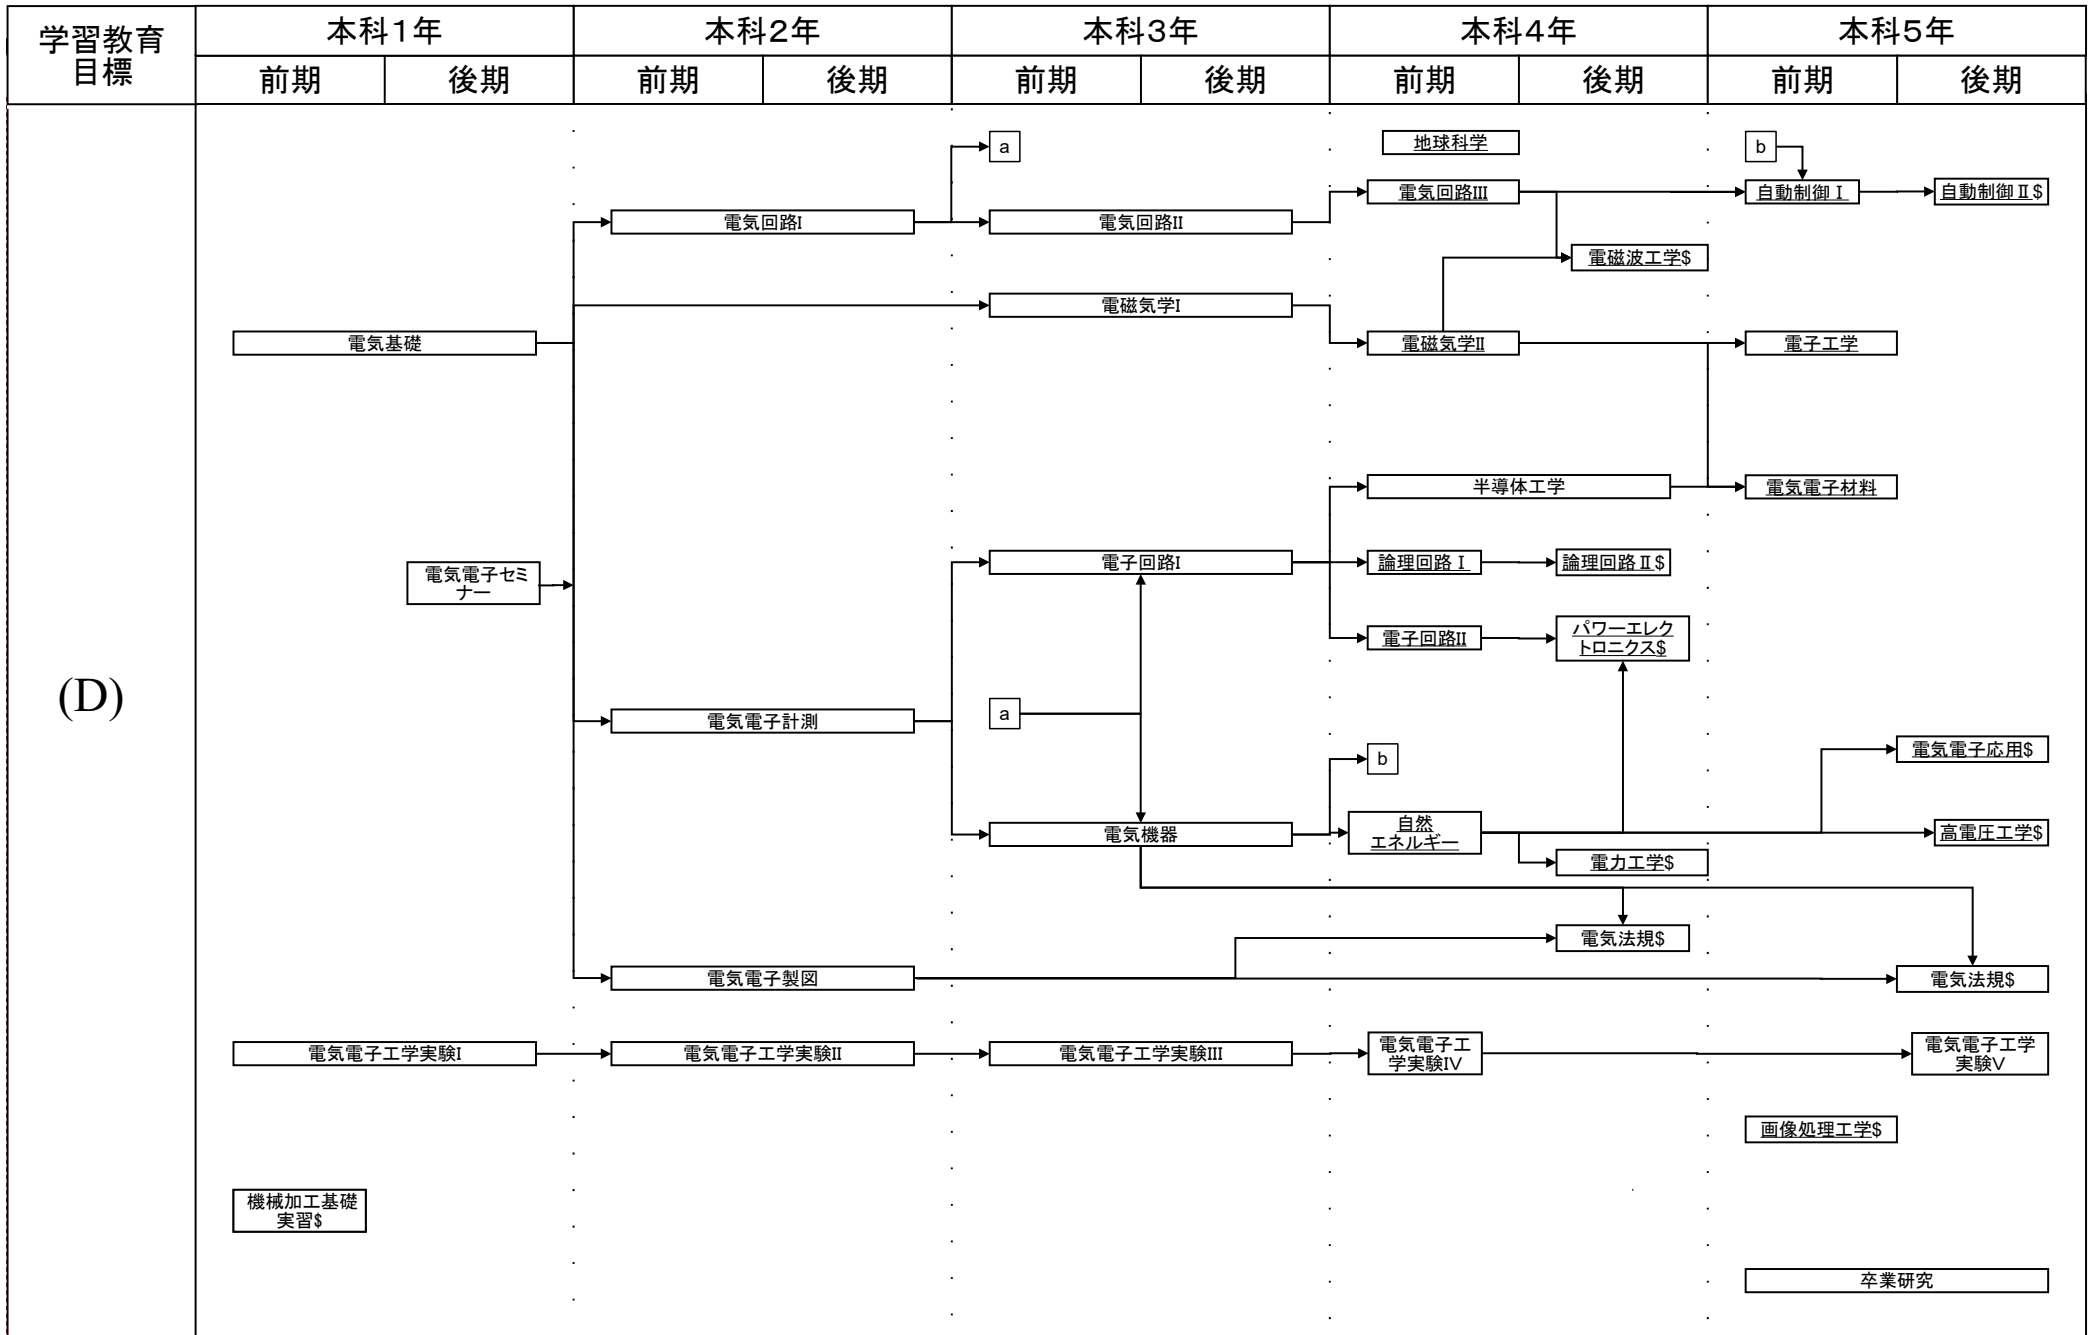 学習教育
目標
本科1年
本科2年
本科3年
本科4年
本科5年
前期
後期
前期
後期
前期
後期
前期
後期
前期
後期
(D)
a
地球科学
b
電気回路III
自動制御Ⅰ
自動制御Ⅱ$
電気回路I
電気回路II
電磁波工学$
電磁気学I
電気基礎
電磁気学II
電子工学
半導体工学
電気電子材料
電気電子セミ
ナー
電子回路I
論理回路Ⅰ
論理回路Ⅱ$
電子回路II
パワーエレク
トロニクス$
a
電気電子計測
b
電気電子応用$
電気機器
自然
エネルギー
高電圧工学$
電力工学$
電気法規$
電気電子製図
電気法規$
電気電子工学実験I
電気電子工学実験II
電気電子工学実験III
電気電子工
学実験IV
電気電子工学
実験V
画像処理工学$
機械加工基礎
実習$
卒業研究